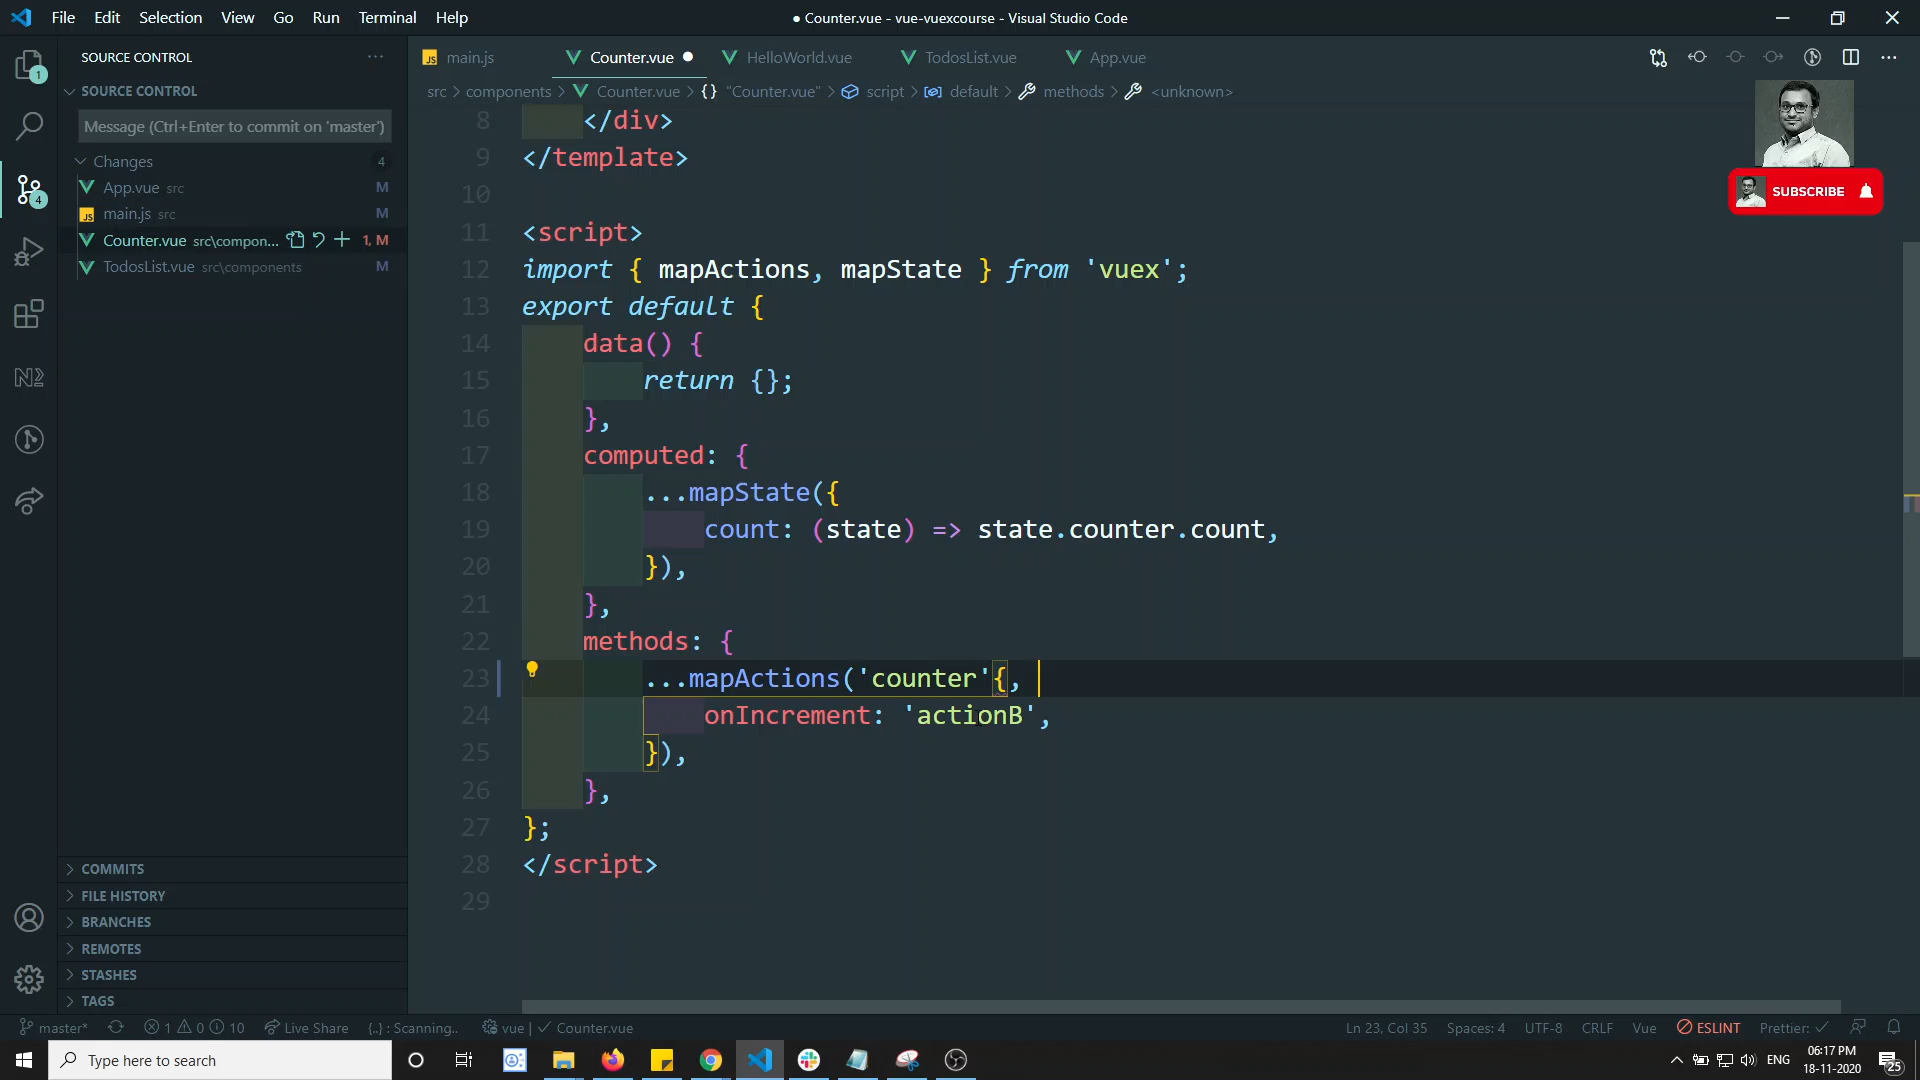 File Edit Selection View Go Run Terminal Help
● Counter.vue - vue-vuexcourse - Visual Studio Code
SOURCE CONTROL
main.js
Counter.vue
HelloWorld.vue
TodosList.vue
App.vue
src > components > Counter.vue > {} "Counter.vue" > script > default > methods > <unknown>
SOURCE CONTROL
Message (Ctrl+Enter to commit on 'master')
Changes 4
App.vue src M
main.js src M
Counter.vue src\compon... 1, M
TodosList.vue src\components M
COMMITS
FILE HISTORY
BRANCHES
REMOTES
STASHES
TAGS
1
4
SUBSCRIBE
8 </div>
9 </template>
10
11 <script>
12 import { mapActions, mapState } from 'vuex';
13 export default {
14 data() {
15 return {};
16 },
17 computed: {
18 ...mapState({
19 count: (state) => state.counter.count,
20 }),
21 },
22 methods: {
23 ...mapActions('counter'{,
24 onIncrement: 'actionB',
25 }),
26 },
27 };
28 </script>
29
master* 1 0 10 Live Share {..} : Scanning.. vue | ✓ Counter.vue
Ln 23, Col 35 Spaces: 4 UTF-8 CRLF Vue ESLINT Prettier: ✓
Type here to search
ENG
06:17 PM
18-11-2020
25